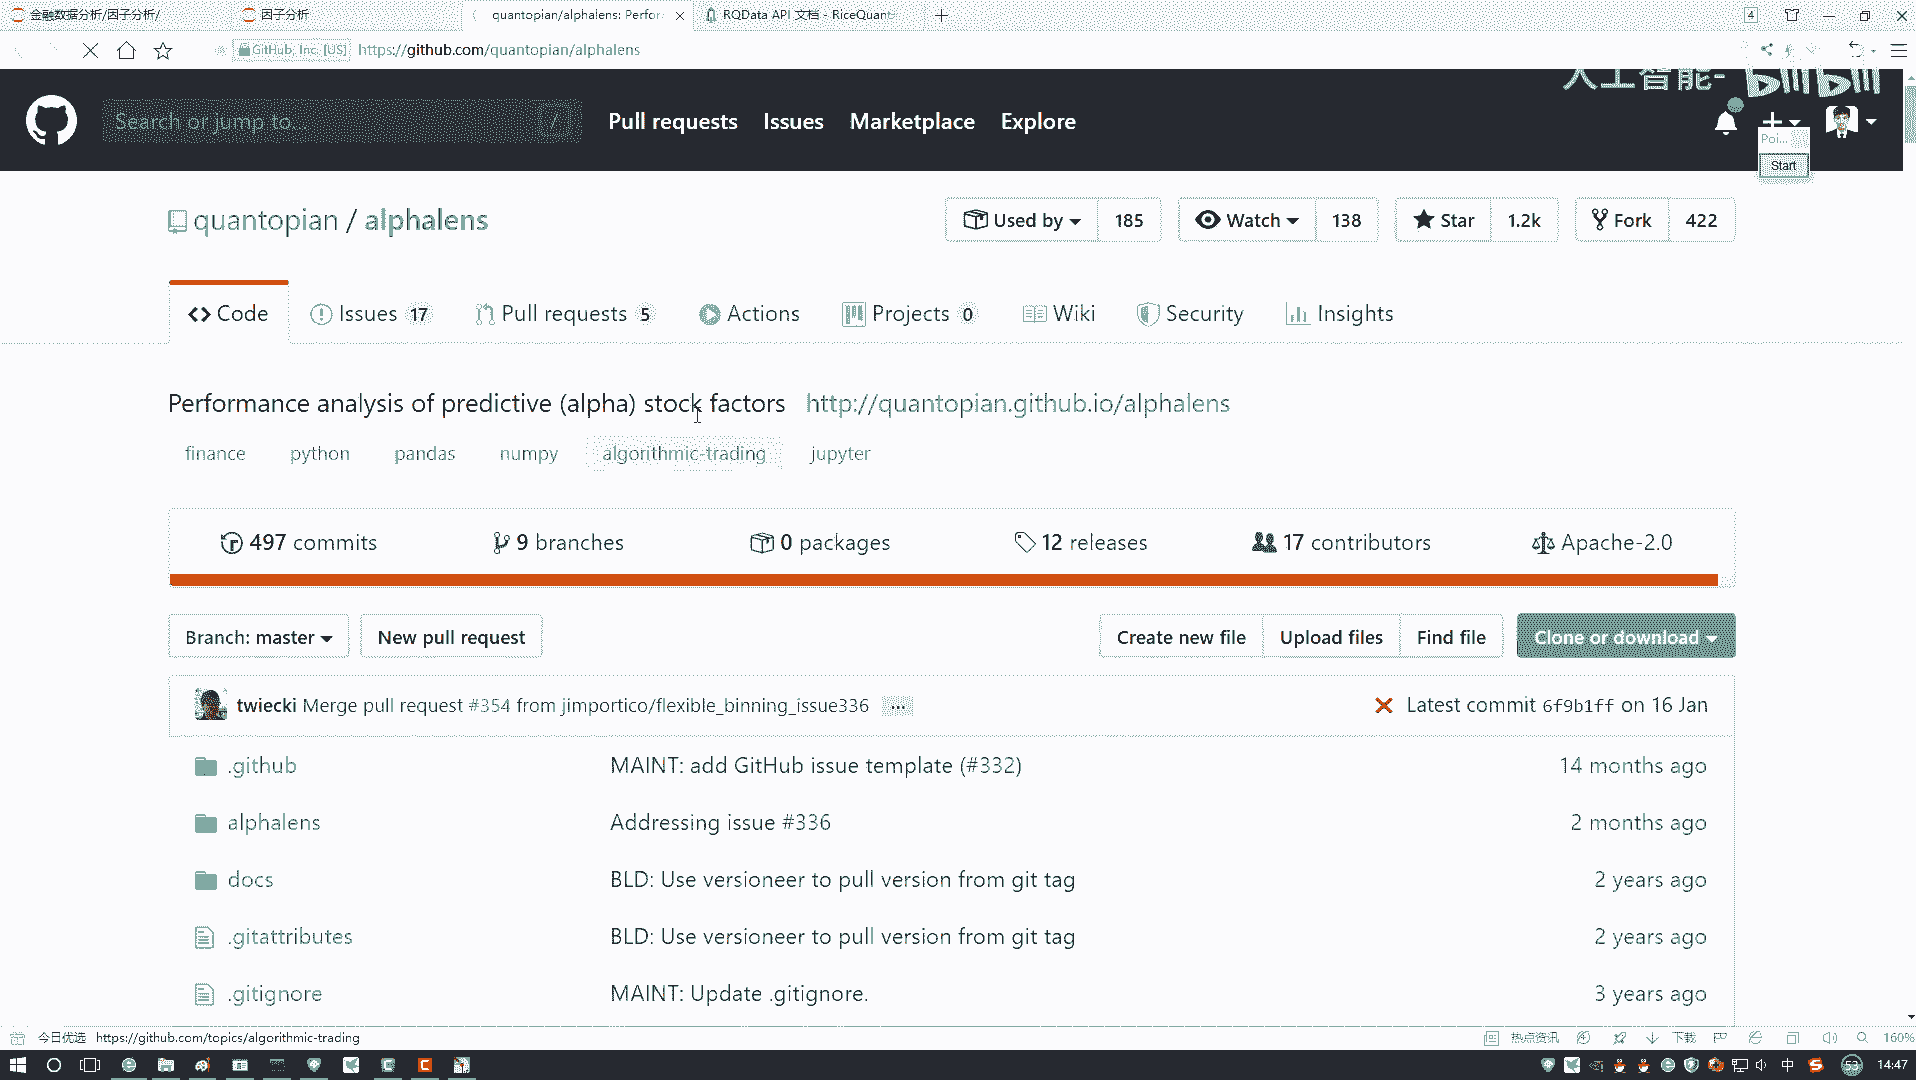 金融数据分析/因子分析/ 因子分析 quantopian/alphalens: Perfor RQData API 文档 - RiceQuant 4
GitHub, Inc. [US] https://github.com/quantopian/alphalens
人工智能- bilibili
Search or jump to... / Pull requests Issues Marketplace Explore
Poi...
Start
quantopian / alphalens Used by 185 Watch 138 Star 1.2k Fork 422
Code Issues 17 Pull requests 5 Actions Projects 0 Wiki Security Insights
Performance analysis of predictive (alpha) stock factors http://quantopian.github.io/alphalens
finance python pandas numpy algorithmic-trading jupyter
497 commits 9 branches 0 packages 12 releases 17 contributors Apache-2.0
Branch: master New pull request Create new file Upload files Find file Clone or download
twiecki Merge pull request #354 from jimportico/flexible_binning_issue336 ... Latest commit 6f9b1ff on 16 Jan
.github MAINT: add GitHub issue template (#332) 14 months ago
alphalens Addressing issue #336 2 months ago
docs BLD: Use versioneer to pull version from git tag 2 years ago
.gitattributes BLD: Use versioneer to pull version from git tag 2 years ago
.gitignore MAINT: Update .gitignore. 3 years ago
今日优选 https://github.com/topics/algorithmic-trading 热点资讯 下载 160%
中 53 14:47